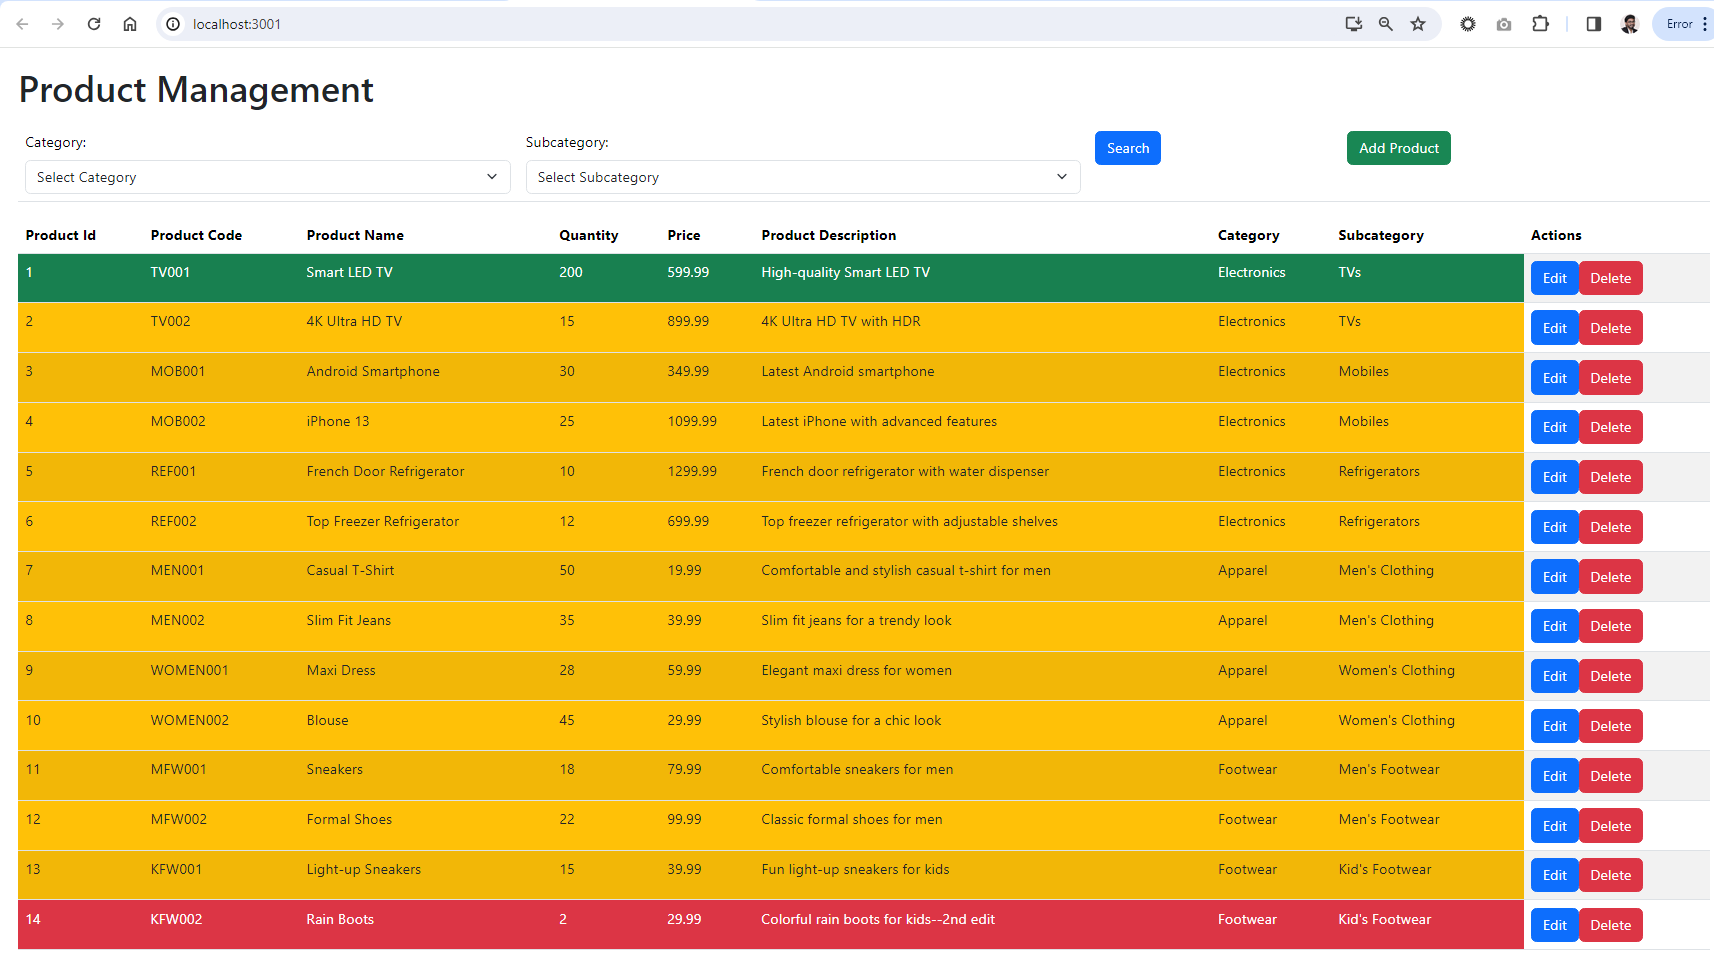 localhost:3001
Error
Product Management
Category: Subcategory: Search Add Product
Select Category Select Subcategory
Product Id Product Code Product Name Quantity Price Product Description Category Subcategory Actions
1 TV001 Smart LED TV 200 599.99 High-quality Smart LED TV Electronics TVs Edit Delete
2 TV002 4K Ultra HD TV 15 899.99 4K Ultra HD TV with HDR Electronics TVs Edit Delete
3 MOB001 Android Smartphone 30 349.99 Latest Android smartphone Electronics Mobiles Edit Delete
4 MOB002 iPhone 13 25 1099.99 Latest iPhone with advanced features Electronics Mobiles Edit Delete
5 REF001 French Door Refrigerator 10 1299.99 French door refrigerator with water dispenser Electronics Refrigerators Edit Delete
6 REF002 Top Freezer Refrigerator 12 699.99 Top freezer refrigerator with adjustable shelves Electronics Refrigerators Edit Delete
7 MEN001 Casual T-Shirt 50 19.99 Comfortable and stylish casual t-shirt for men Apparel Men's Clothing Edit Delete
8 MEN002 Slim Fit Jeans 35 39.99 Slim fit jeans for a trendy look Apparel Men's Clothing Edit Delete
9 WOMEN001 Maxi Dress 28 59.99 Elegant maxi dress for women Apparel Women's Clothing Edit Delete
10 WOMEN002 Blouse 45 29.99 Stylish blouse for a chic look Apparel Women's Clothing Edit Delete
11 MFW001 Sneakers 18 79.99 Comfortable sneakers for men Footwear Men's Footwear Edit Delete
12 MFW002 Formal Shoes 22 99.99 Classic formal shoes for men Footwear Men's Footwear Edit Delete
13 KFW001 Light-up Sneakers 15 39.99 Fun light-up sneakers for kids Footwear Kid's Footwear Edit Delete
14 KFW002 Rain Boots 2 29.99 Colorful rain boots for kids--2nd edit Footwear Kid's Footwear Edit Delete